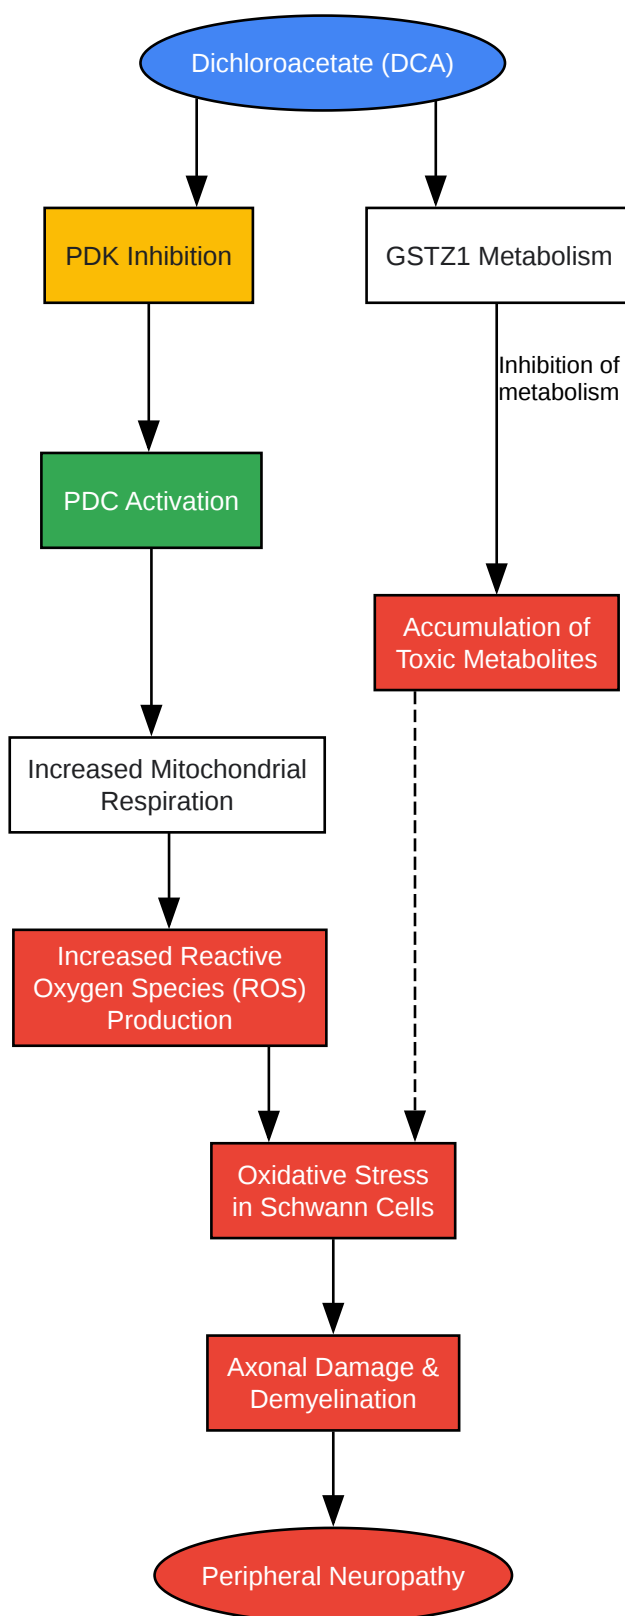 Dichloroacetate (DCA)
PDK Inhibition
GSTZ1 Metabolism
Inhibition of
metabolism
PDC Activation
Accumulation of
Toxic Metabolites
Increased Mitochondrial
Respiration
Increased Reactive
Oxygen Species (ROS)
Production
Oxidative Stress
in Schwann Cells
Axonal Damage &
Demyelination
Peripheral Neuropathy